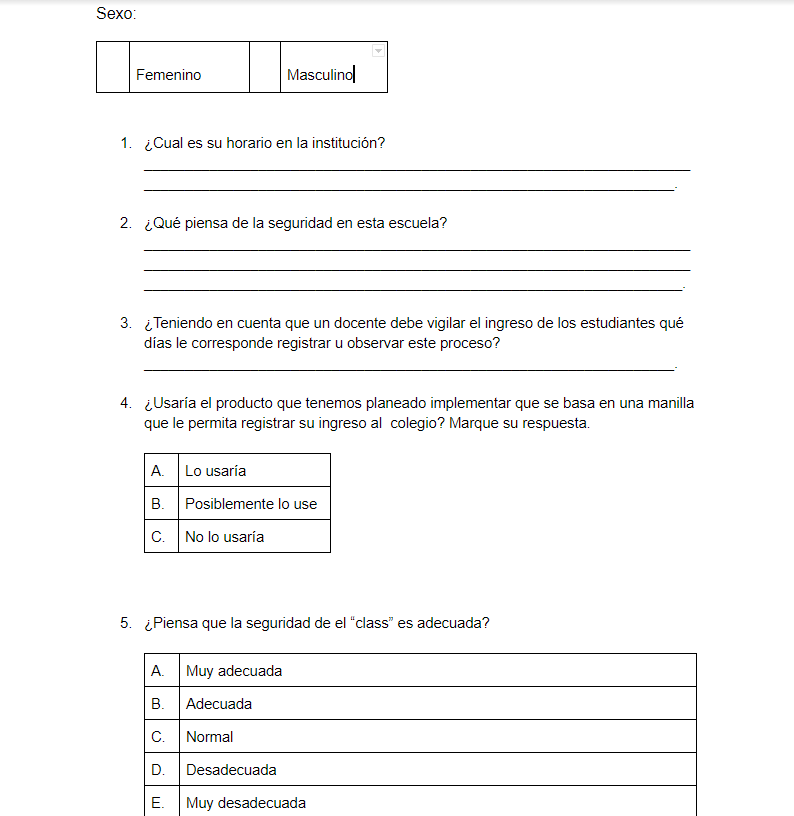 Sexo:
Femenino Masculino
1. ¿Cual es su horario en la institución?
2. ¿Qué piensa de la seguridad en esta escuela?
3. ¿Teniendo en cuenta que un docente debe vigilar el ingreso de los estudiantes qué
días le corresponde registrar u observar este proceso?
4. ¿Usaría el producto que tenemos planeado implementar que se basa en una manilla
que le permita registrar su ingreso al colegio? Marque su respuesta.
A. Lo usaría
B. Posiblemente lo use
C. No lo usaría
5. ¿Piensa que la seguridad de el “class” es adecuada?
A. Muy adecuada
B. Adecuada
C. Normal
D. Desadecuada
E. Muy desadecuada